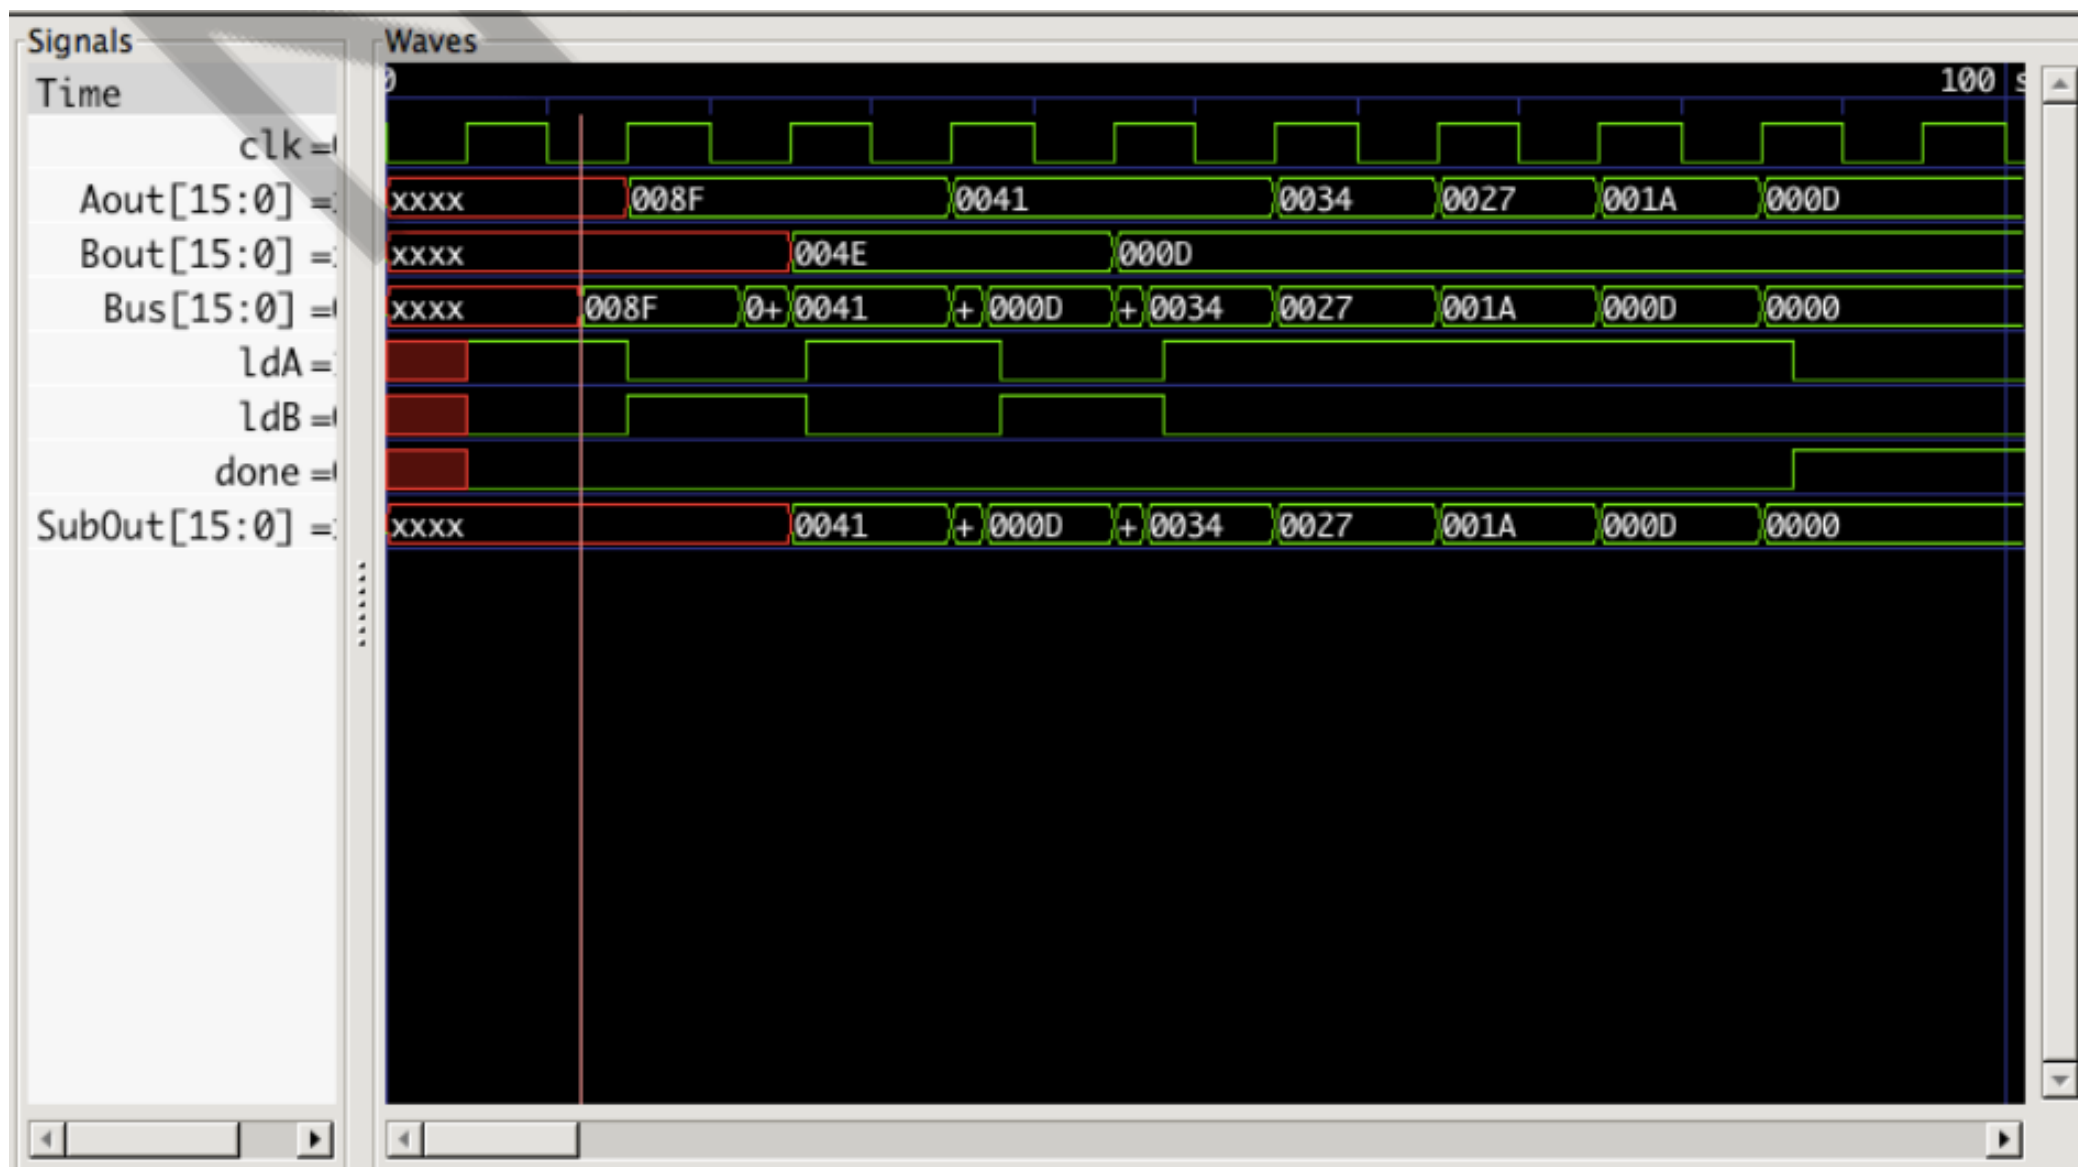 Signals Waves
Time 0 100 s
clk =0
Aout[15:0] =x xxxx 008F 0041 0034 0027 001A 000D
Bout[15:0] =x xxxx 004E 000D
Bus[15:0] =0 xxxx 008F 0+ 0041 + 000D + 0034 0027 001A 000D 0000
ldA =
ldB =
done =
SubOut[15:0] = xxxx 0041 + 000D + 0034 0027 001A 000D 0000